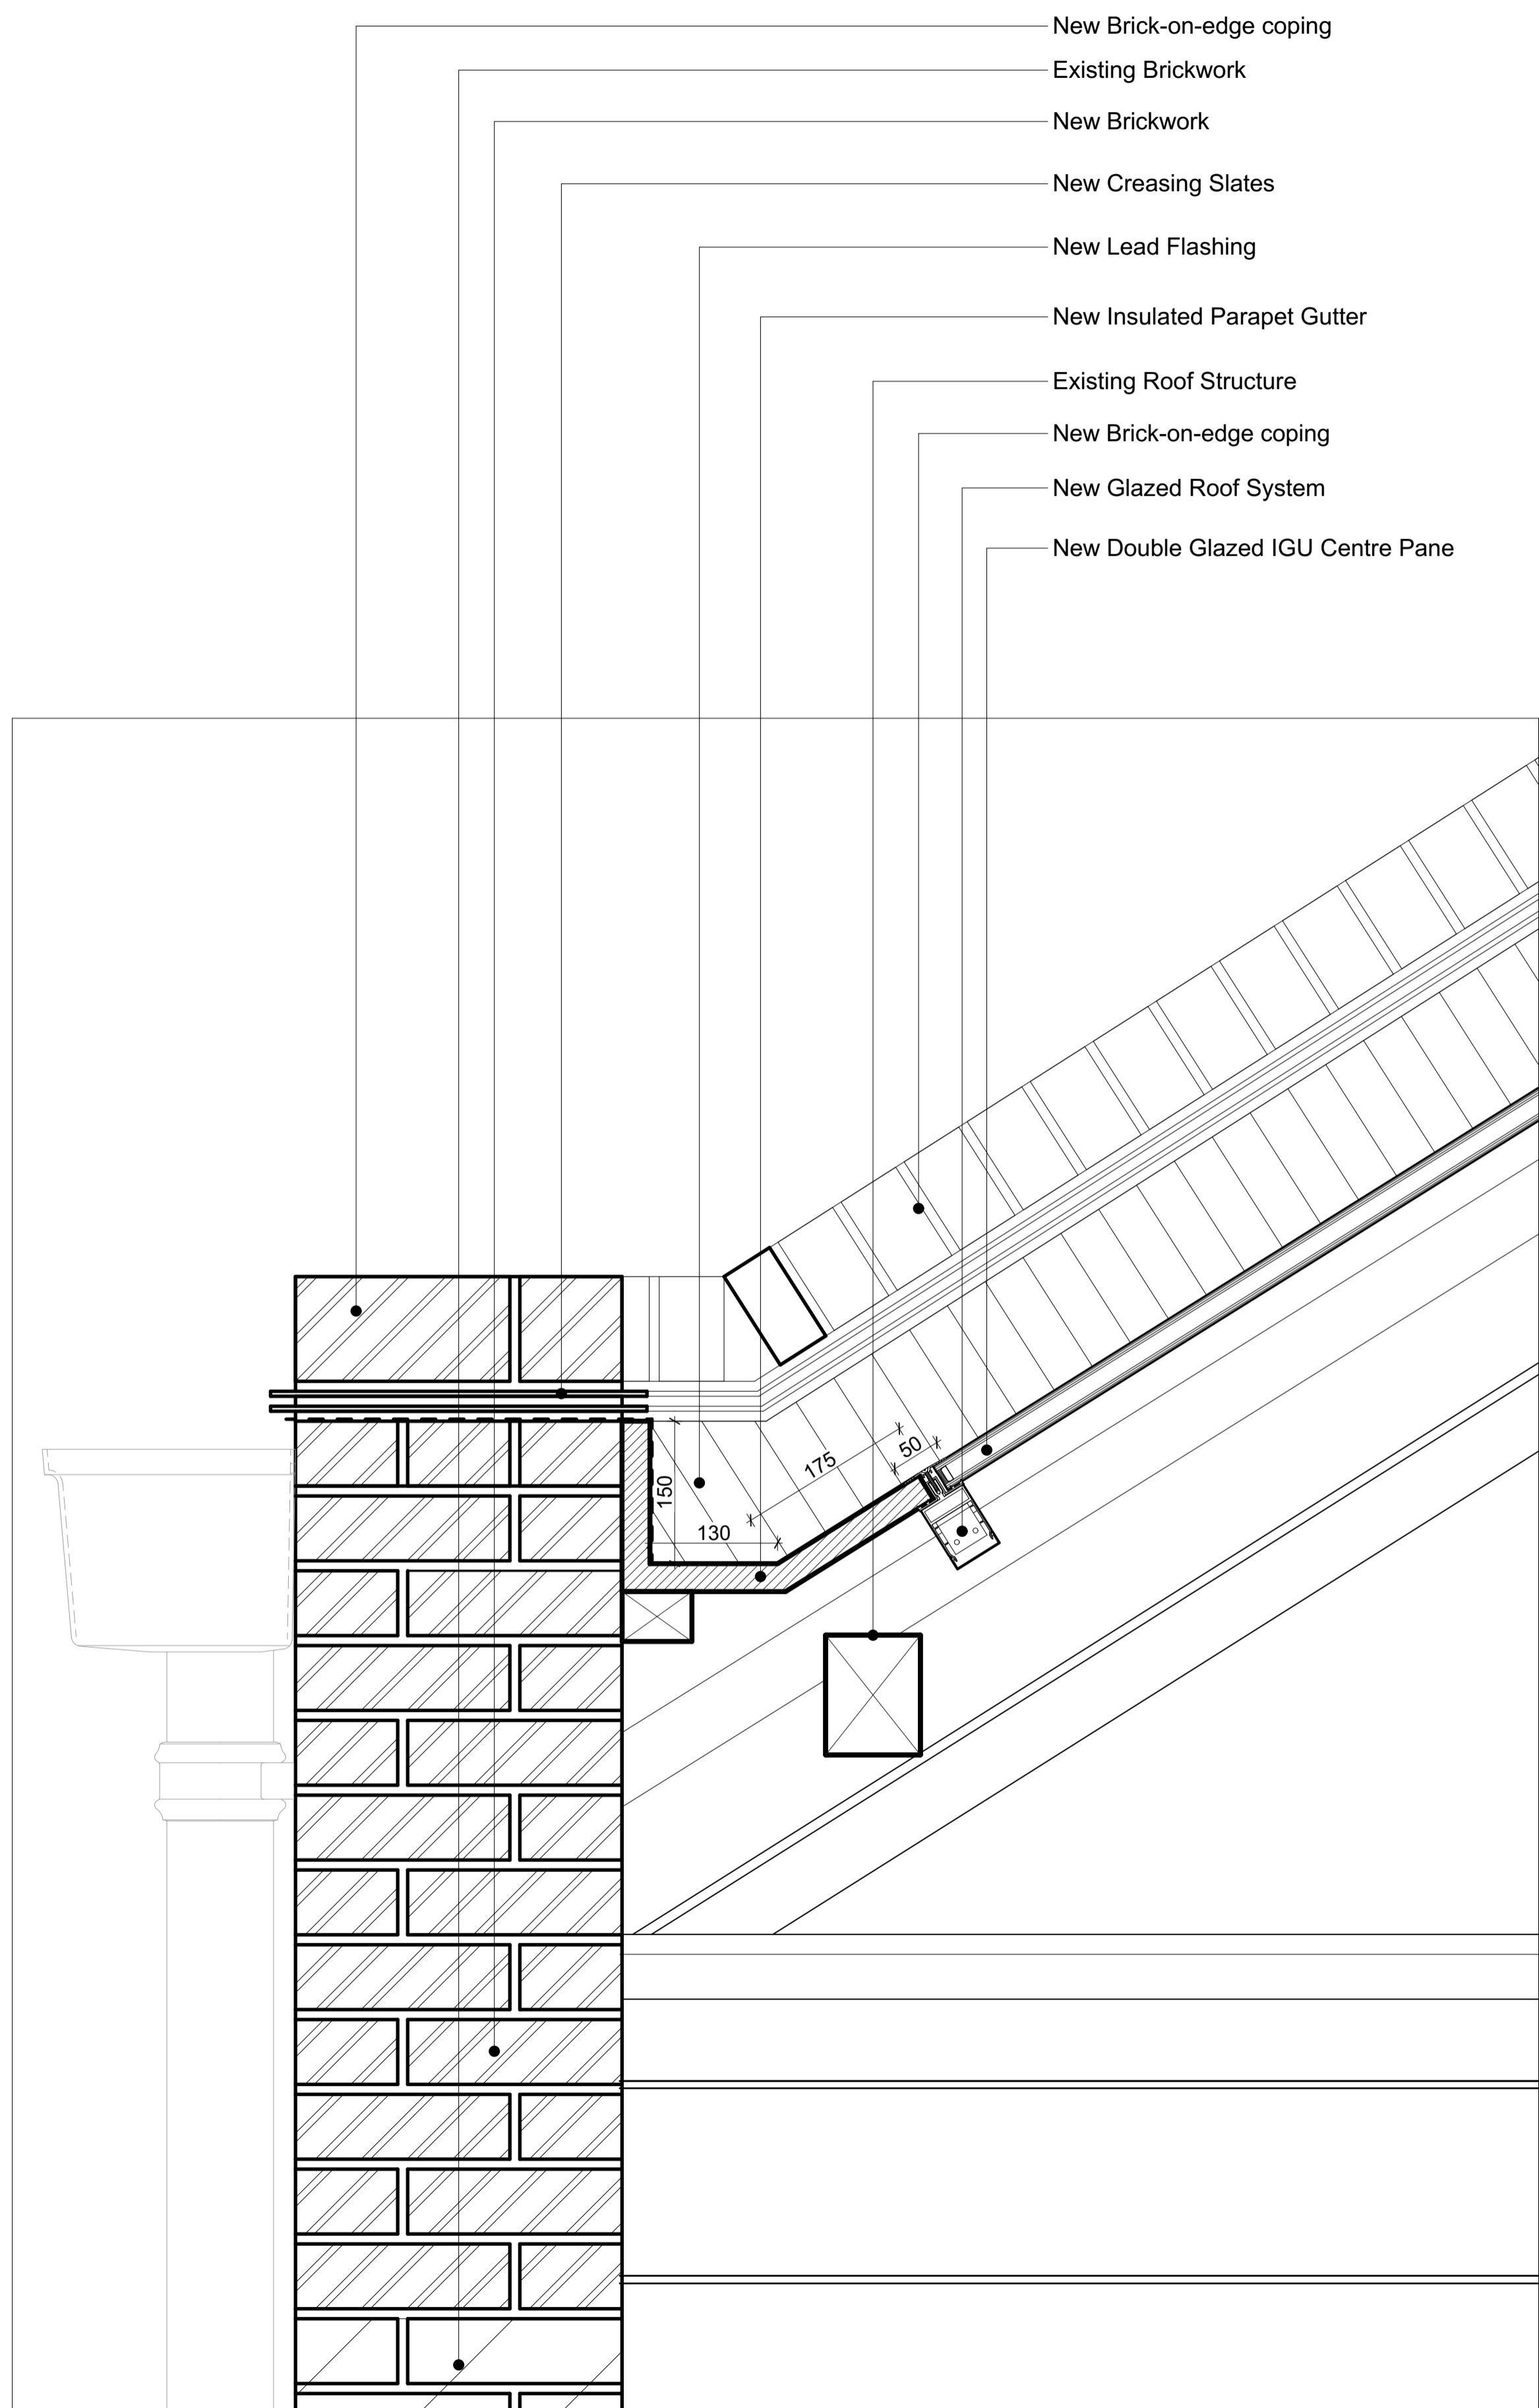 New Brick-on-edge coping
Existing Brickwork
New Brickwork
New Creasing Slates
New Lead Flashing
New Insulated Parapet Gutter
Existing Roof Structure
New Brick-on-edge coping
New Glazed Roof System
New Double Glazed IGU Centre Pane
50
175
150
130